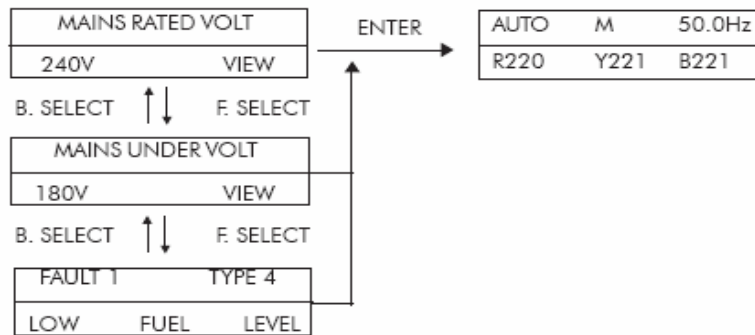 MAINS RATED VOLT
240V VIEW
ENTER
AUTO M 50.0Hz
R220 Y221 B221
B. SELECT F. SELECT
MAINS UNDER VOLT
180V VIEW
B. SELECT F. SELECT
FAULT 1 TYPE 4
LOW FUEL LEVEL